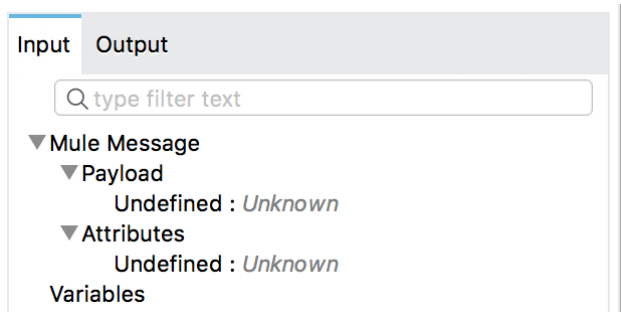 Input Output
type filter text
Mule Message
Payload
Undefined : Unknown
Attributes
Undefined : Unknown
Variables